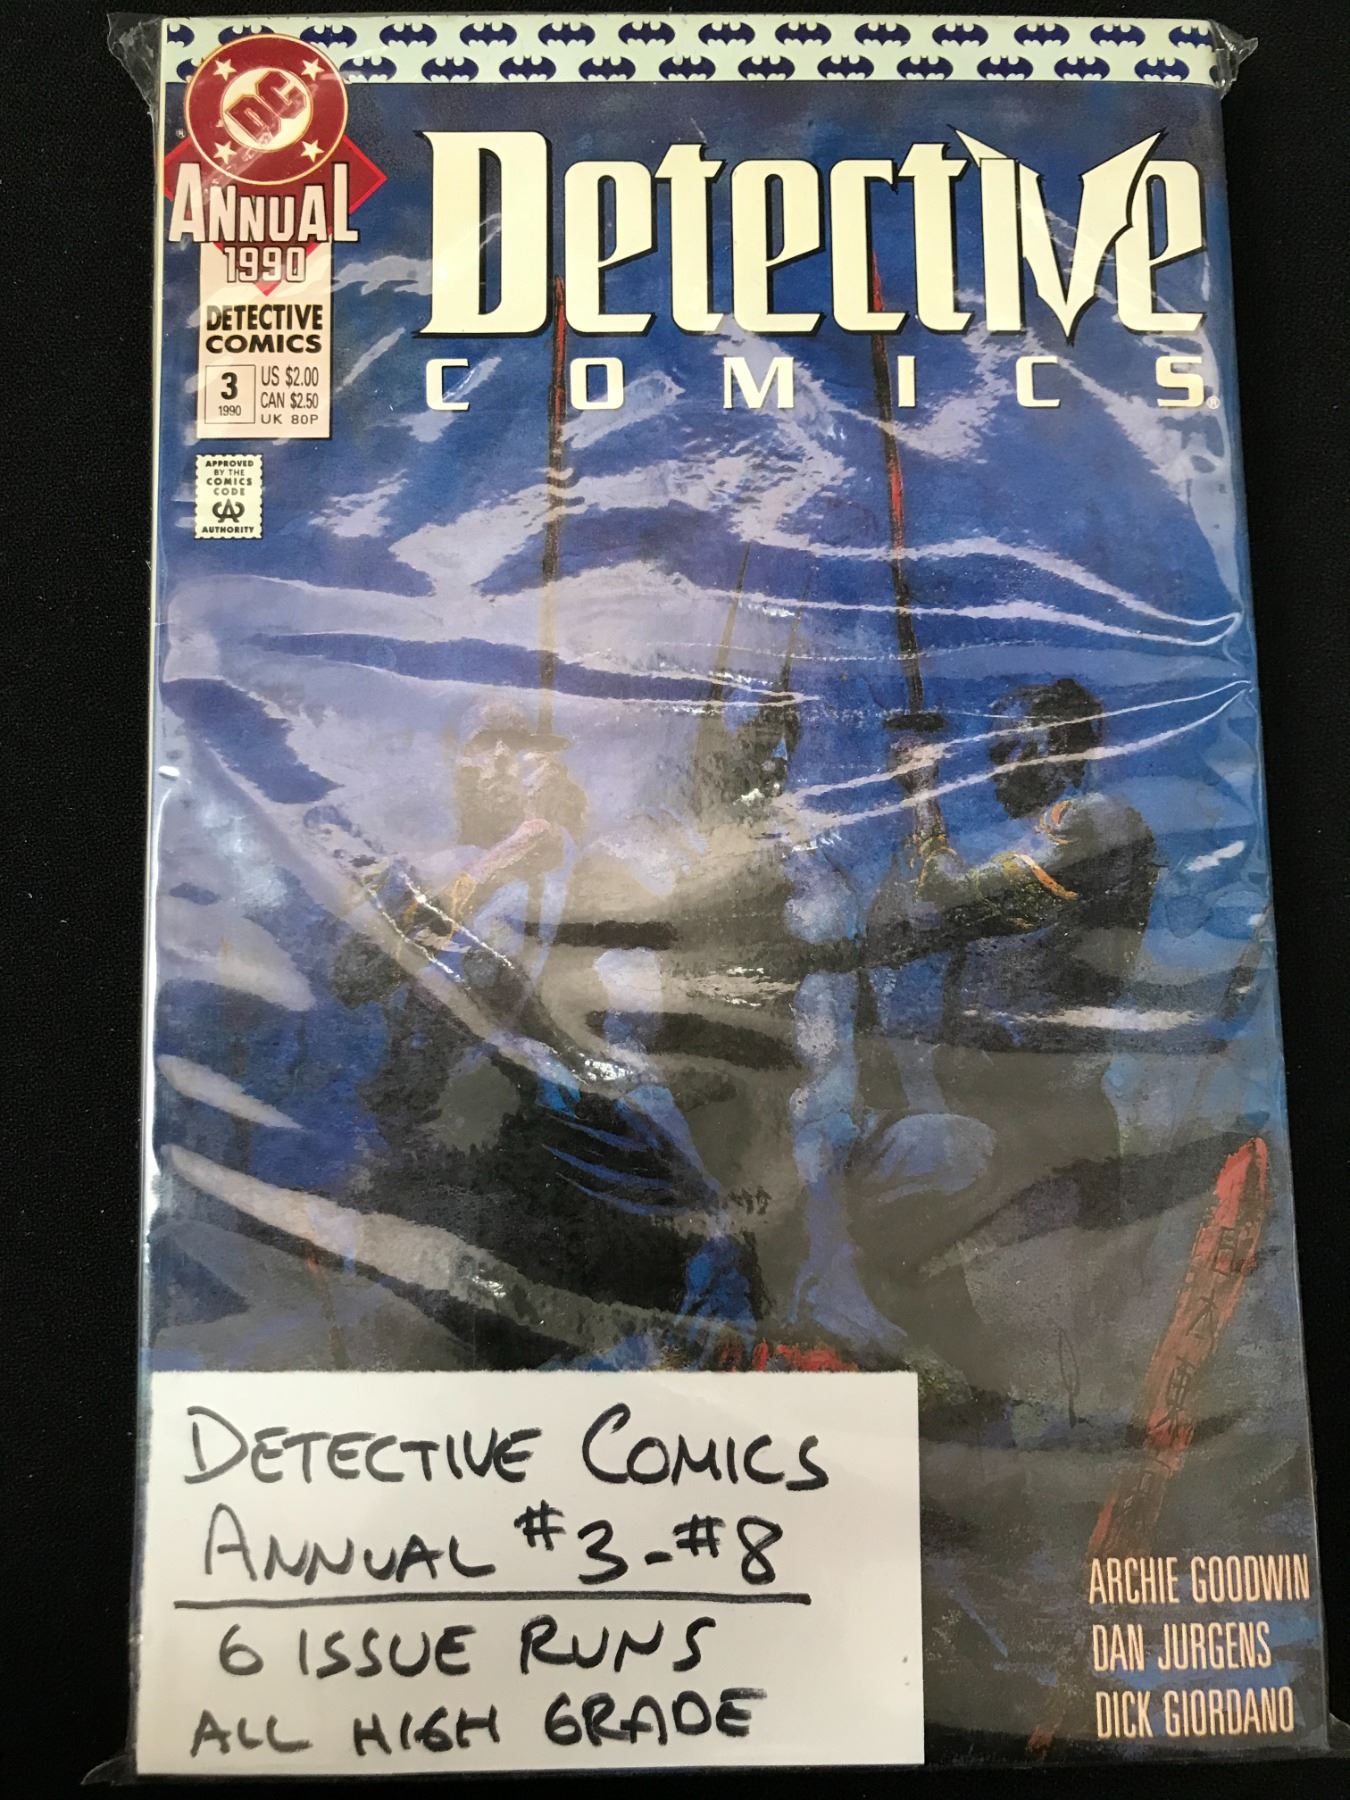 DC
ANNUAL
1990
DETECTIVE
COMICS
3
1990
US $2.00
CAN $2.50
UK 80P
APPROVED
BY THE
COMICS
CODE
CA
AUTHORITY
Detective
COMICS®
DETECTIVE COMICS
ANNUAL #3-#8
6 ISSUE RUNS
ALL HIGH GRADE
ARCHIE GOODWIN
DAN JURGENS
DICK GIORDANO